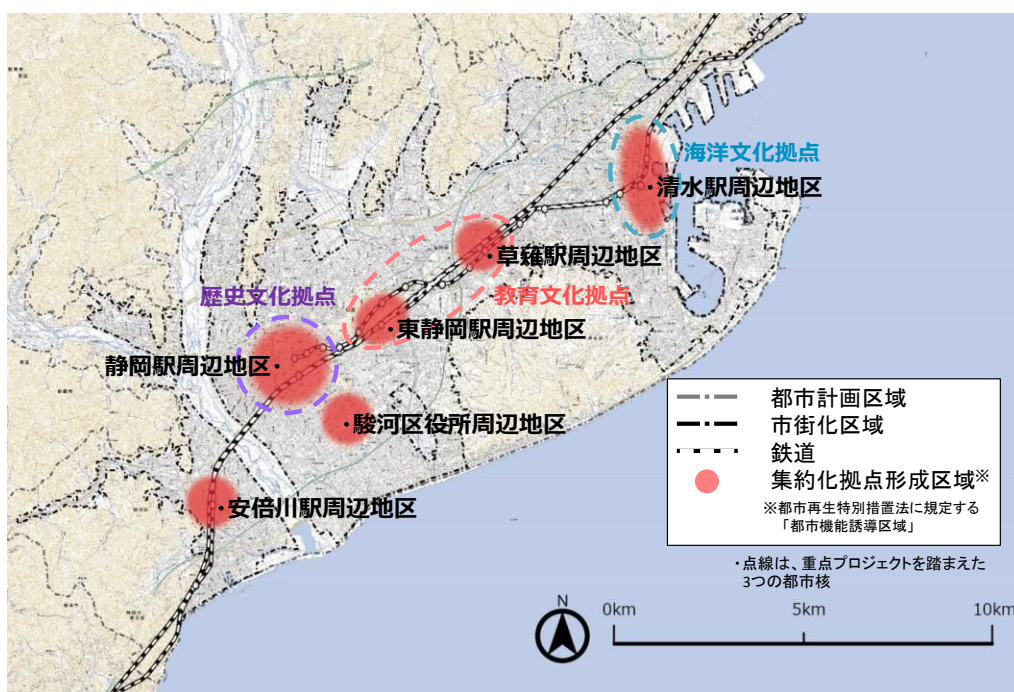 海洋文化拠点
・清水駅周辺地区
・草薙駅周辺地区
教育文化拠点
歴史文化拠点
・東静岡駅周辺地区
静岡駅周辺地区・
・駿河区役所周辺地区
・安倍川駅周辺地区
都市計画区域
市街化区域
鉄道
集約化拠点形成区域※
※都市再生特別措置法に規定する
「都市機能誘導区域」
・点線は、重点プロジェクトを踏まえた
3つの都市核
N
0km 5km 10km